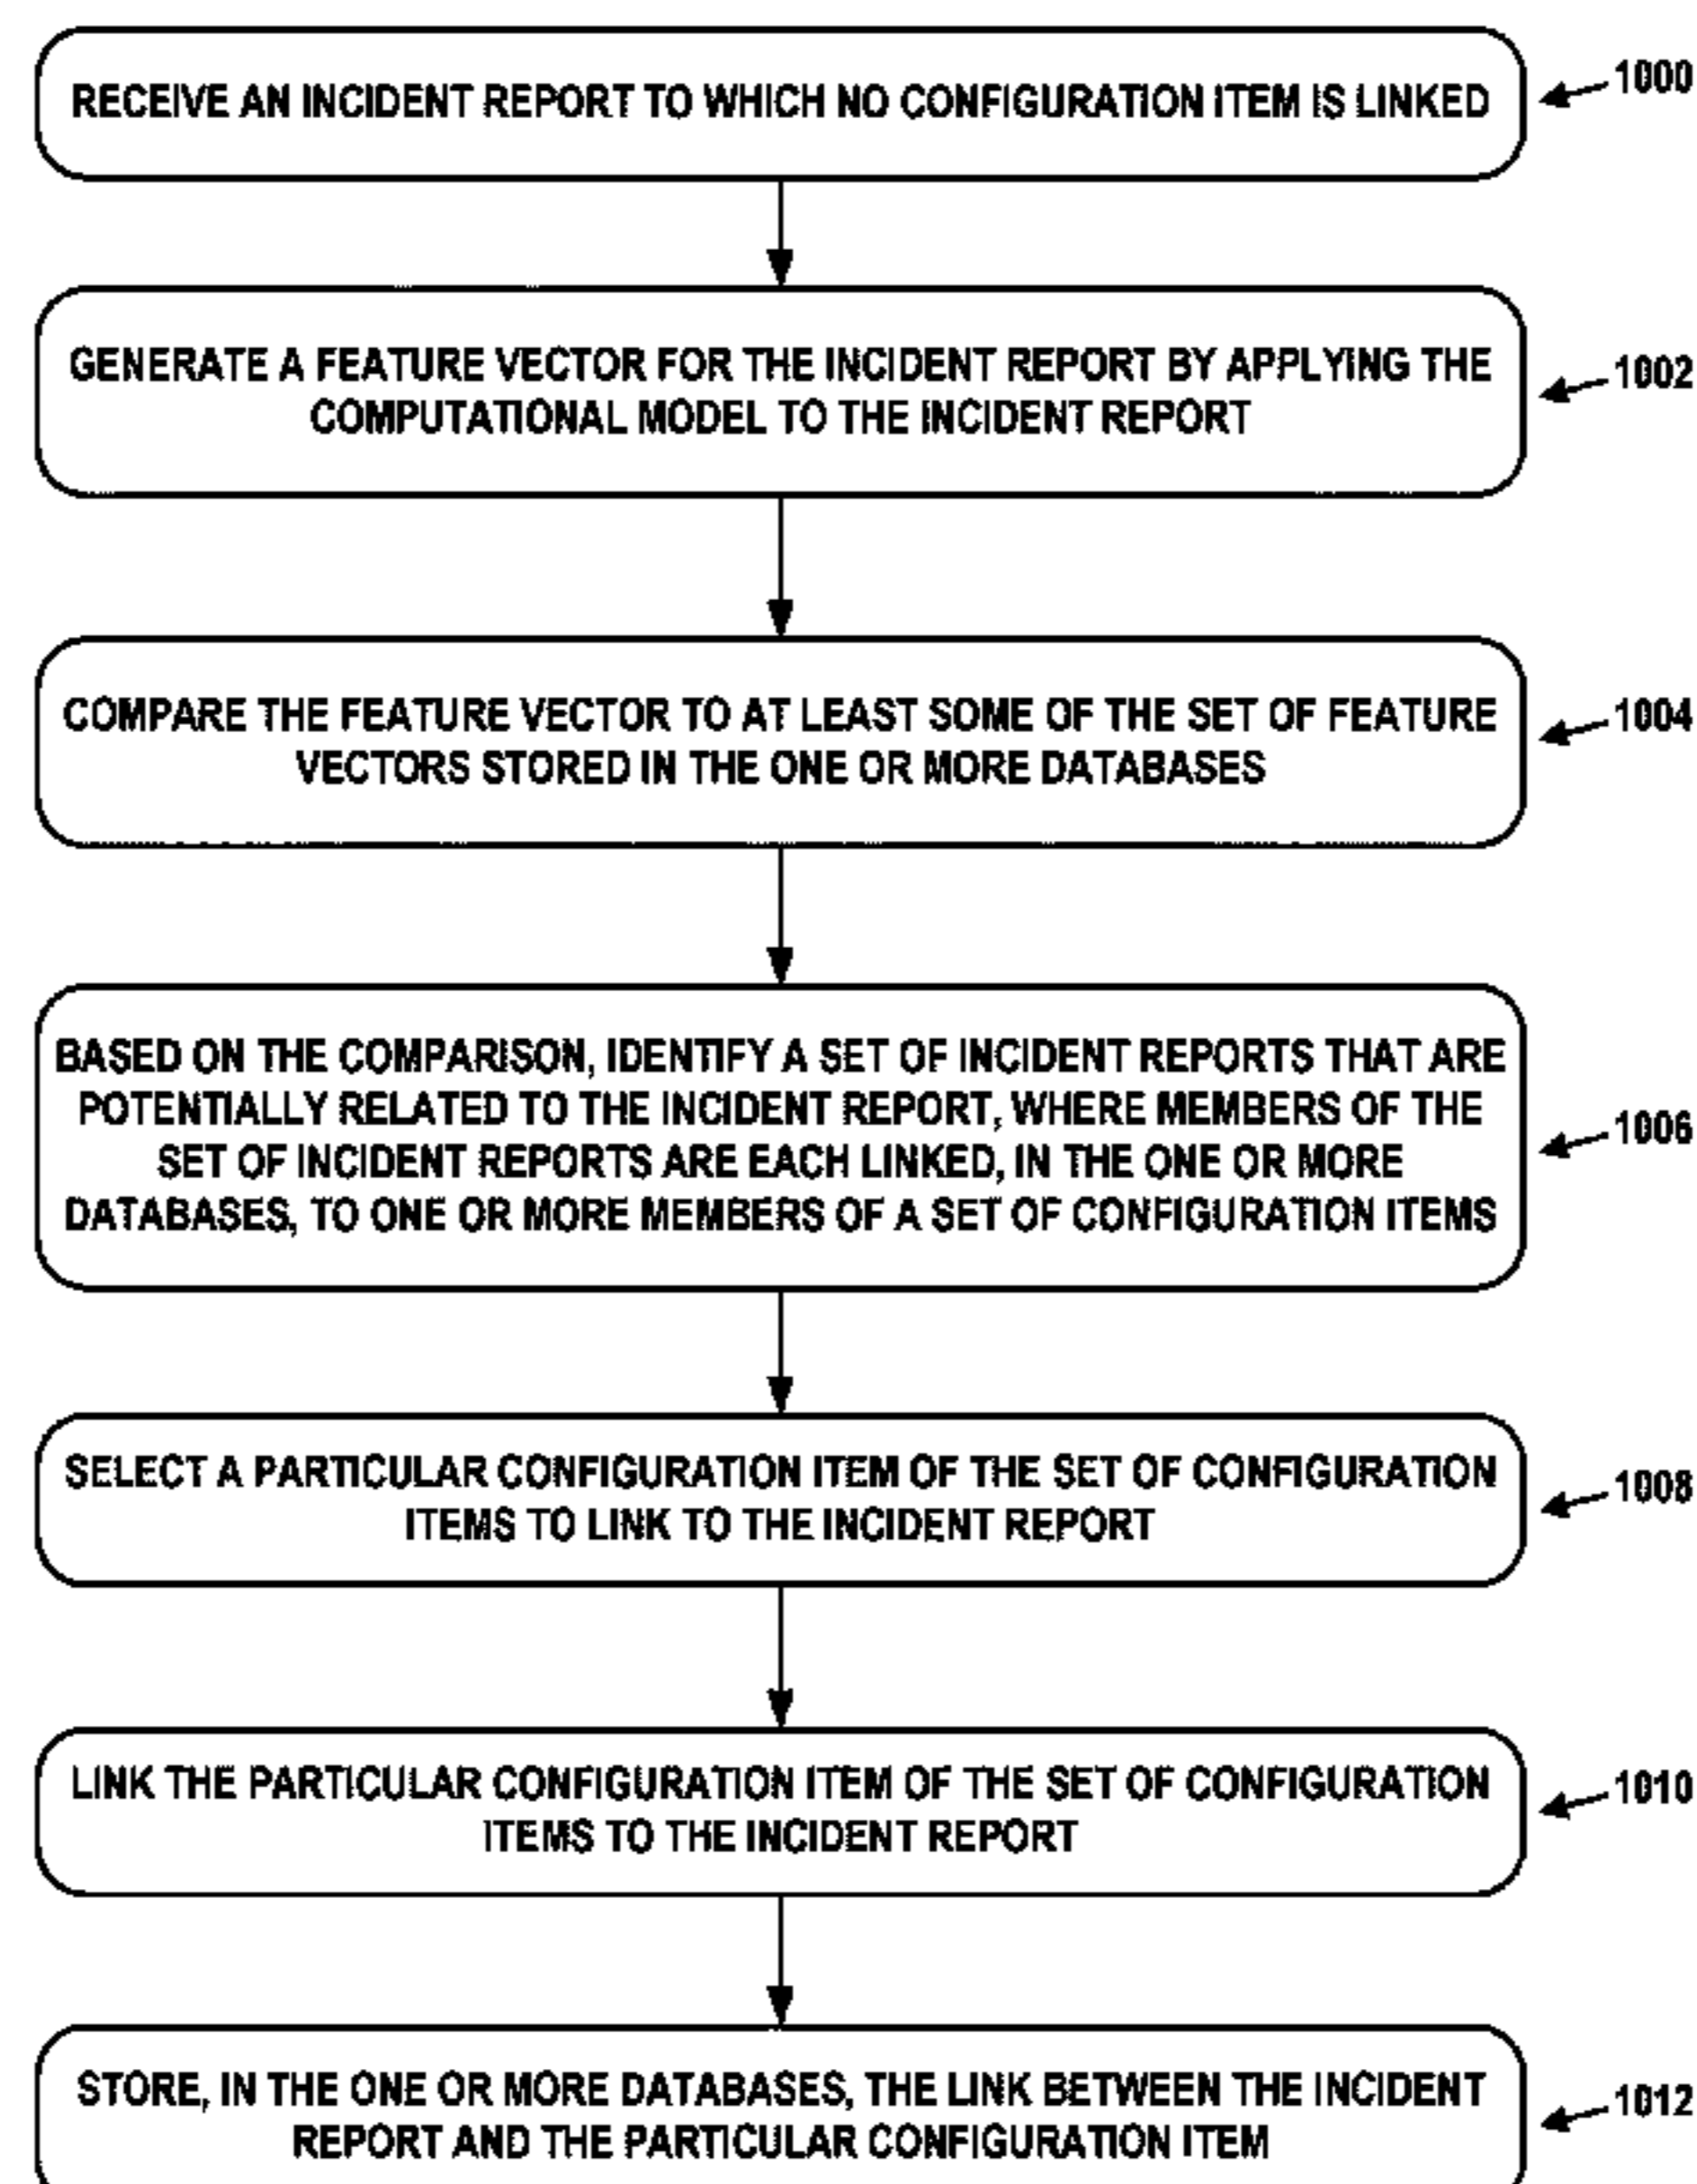 RECEIVE AN INCIDENT REPORT TO WHICH NO CONFIGURATION ITEM IS LINKED
1000
GENERATE A FEATURE VECTOR FOR THE INCIDENT REPORT BY APPLYING THE
COMPUTATIONAL MODEL TO THE INCIDENT REPORT
1002
COMPARE THE FEATURE VECTOR TO AT LEAST SOME OF THE SET OF FEATURE
VECTORS STORED IN THE ONE OR MORE DATABASES
1004
BASED ON THE COMPARISON, IDENTIFY A SET OF INCIDENT REPORTS THAT ARE
POTENTIALLY RELATED TO THE INCIDENT REPORT, WHERE MEMBERS OF THE
SET OF INCIDENT REPORTS ARE EACH LINKED, IN THE ONE OR MORE
DATABASES, TO ONE OR MORE MEMBERS OF A SET OF CONFIGURATION ITEMS
1006
SELECT A PARTICULAR CONFIGURATION ITEM OF THE SET OF CONFIGURATION
ITEMS TO LINK TO THE INCIDENT REPORT
1008
LINK THE PARTICULAR CONFIGURATION ITEM OF THE SET OF CONFIGURATION
ITEMS TO THE INCIDENT REPORT
1010
STORE, IN THE ONE OR MORE DATABASES, THE LINK BETWEEN THE INCIDENT
REPORT AND THE PARTICULAR CONFIGURATION ITEM
1012